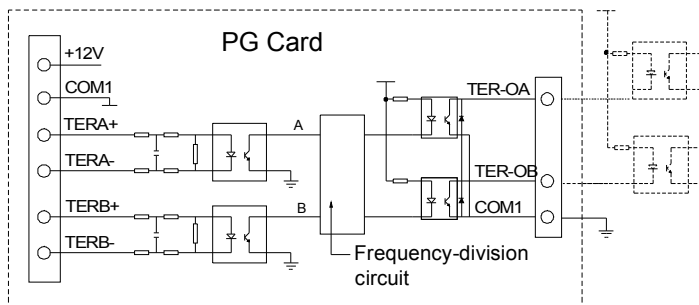 PG Card
+12V
COM1
TERA+
TERA-
TERB+
TERB-
A
B
TER-OA
TER-OB
COM1
Frequency-division
circuit